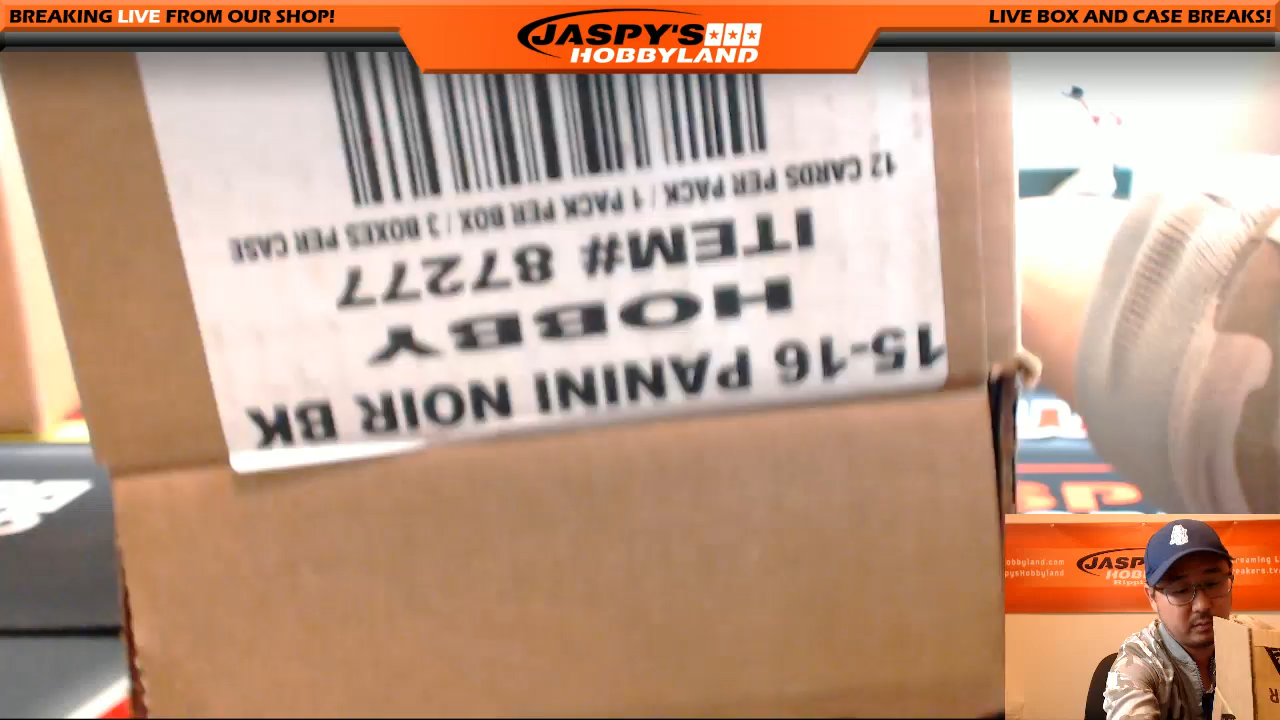 BREAKING LIVE FROM OUR SHOP!
JASPY'S
HOBBYLAND
LIVE BOX AND CASE BREAKS!
15-16 PANINI NOIR BK
HOBBY
ITEM# 87277
12 CARDS PER PACK / 1 PACK PER BOX / 3 BOXES PER CASE